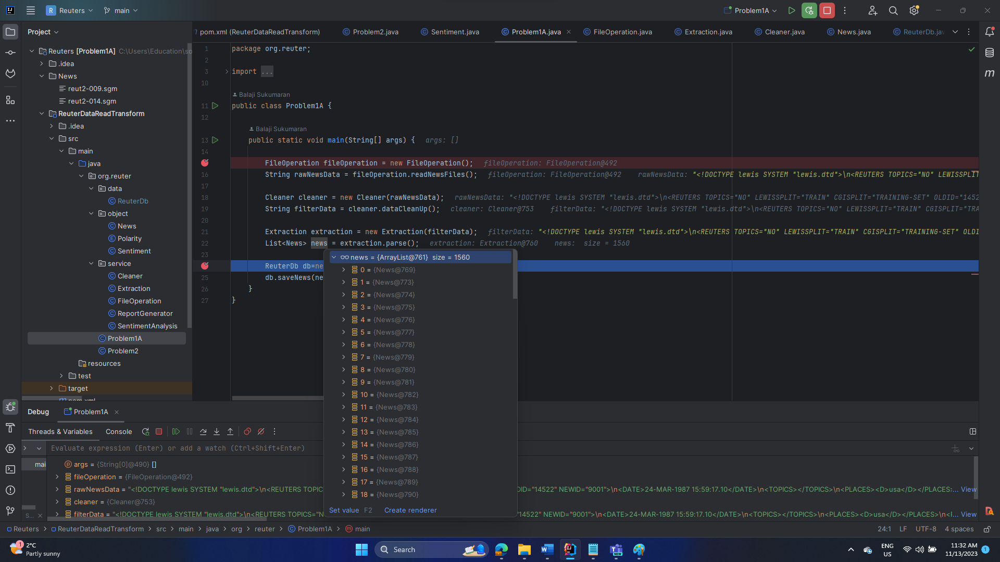 R Reuters main
Problem1A
Project
pom.xml (ReuterDataReadTransform) Problem2.java Sentiment.java Problem1A.java FileOperation.java Extraction.java Cleaner.java News.java ReuterDb.jav
Reuters [Problem1A] C:\Users\Education\so
.idea
News
reut2-009.sgm
reut2-014.sgm
ReuterDataReadTransform
.idea
src
main
java
org.reuter
data
ReuterDb
object
News
Polarity
Sentiment
service
Cleaner
Extraction
FileOperation
ReportGenerator
SentimentAnalysis
Problem1A
Problem2
resources
test
target
pom.xml
1 package org.reuter;
2
3 import ...
10
Balaji Sukumaran
11 public class Problem1A {
12
Balaji Sukumaran
13 public static void main(String[] args) { args: []
14
FileOperation fileOperation = new FileOperation(); fileOperation: FileOperation@492
16 String rawNewsData = fileOperation.readNewsFiles(); fileOperation: FileOperation@492 rawNewsData: "<!DOCTYPE lewis SYSTEM "lewis.dtd">\n<REUTERS TOPICS="NO" LEWISSPLIT
17
18 Cleaner cleaner = new Cleaner(rawNewsData); rawNewsData: "<!DOCTYPE lewis SYSTEM "lewis.dtd">\n<REUTERS TOPICS="NO" LEWISSPLIT="TRAIN" CGISPLIT="TRAINING-SET" OLDID="1452
19 String filterData = cleaner.dataCleanUp(); cleaner: Cleaner@753 filterData: "<!DOCTYPE lewis SYSTEM "lewis.dtd">\n<REUTERS TOPICS="NO" LEWISSPLIT="TRAIN" CGISPLIT="TRA
20
21 Extraction extraction = new Extraction(filterData); filterData: "<!DOCTYPE lewis SYSTEM "lewis.dtd">\n<REUTERS TOPICS="NO" LEWISSPLIT="TRAIN" CGISPLIT="TRAINING-SET" OLDI
22 List<News> news = extraction.parse(); extraction: Extraction@760 news: size = 1560
23
ReuterDb db=ne
25 db.saveNews(ne
26 }
27 }
news = {ArrayList@761} size = 1560
0 = {News@769}
1 = {News@773}
2 = {News@774}
3 = {News@775}
4 = {News@776}
5 = {News@777}
6 = {News@778}
7 = {News@779}
8 = {News@780}
9 = {News@781}
10 = {News@782}
11 = {News@783}
12 = {News@784}
13 = {News@785}
14 = {News@786}
15 = {News@787}
16 = {News@788}
17 = {News@789}
18 = {News@790}
Set value F2 Create renderer
Debug Problem1A
Threads & Variables Console
Evaluate expression (Enter) or add a watch (Ctrl+Shift+Enter)
mai
args = {String[0]@490} []
fileOperation = {FileOperation@492}
rawNewsData = "<!DOCTYPE lewis SYSTEM "lewis.dtd">\n<REUTERS TOPIC DID="14522" NEWID="9001">\n<DATE>24-MAR-1987 15:59:17.10</DATE>\n<TOPICS></TOPICS>\n<PLACES><D>usa</D></PLACES>... View
cleaner = {Cleaner@753}
filterData = "<!DOCTYPE lewis SYSTEM "lewis.dtd">\n<REUTERS TOPICS="N "14522" NEWID="9001">\n<DATE>24-MAR-1987 15:59:17.10</DATE>\n<TOPICS></TOPICS>\n<PLACES><D>usa</D></PLACES>\n<... View
S...
Reuters > ReuterDataReadTransform > src > main > java > org > reuter > Problem1A > main
24:1 LF UTF-8 4 spaces
1 2°C
Partly sunny
Search
ENG
US
11:32 AM
11/13/2023
1